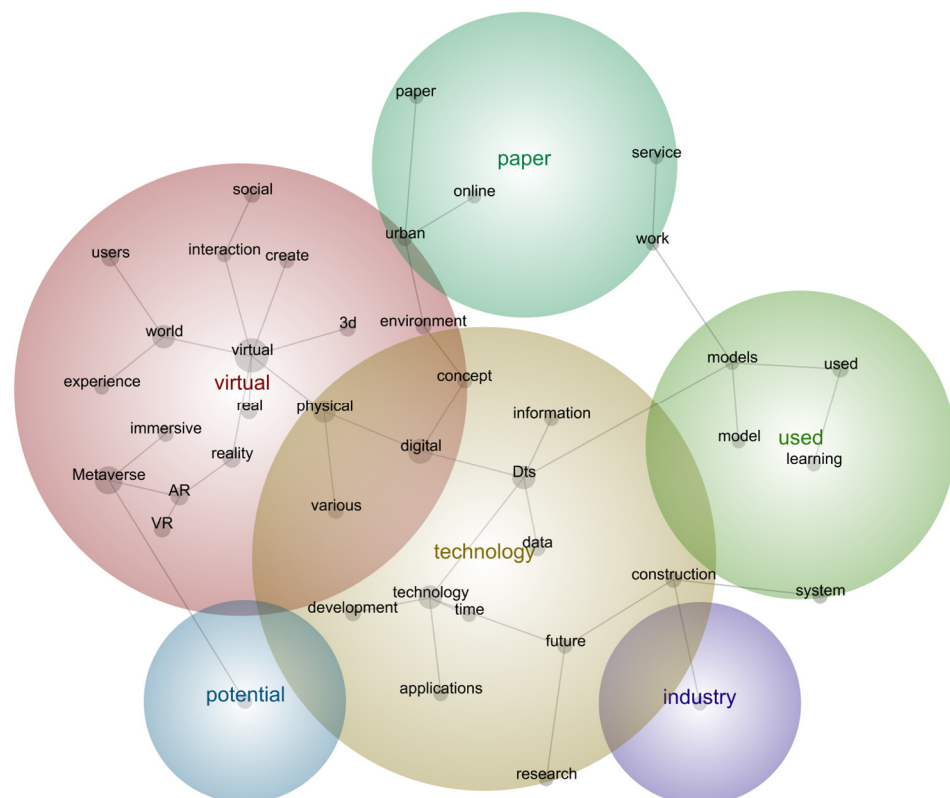 paper
paper
service
social
online
urban
work
users
interaction
create
3d
environment
world
virtual
models
used
virtual
concept
experience
real
physical
information
immersive
digital
model
used
learning
Metaverse
reality
Dts
AR
various
VR
data
technology
construction
system
technology
development
time
future
potential
applications
industry
research